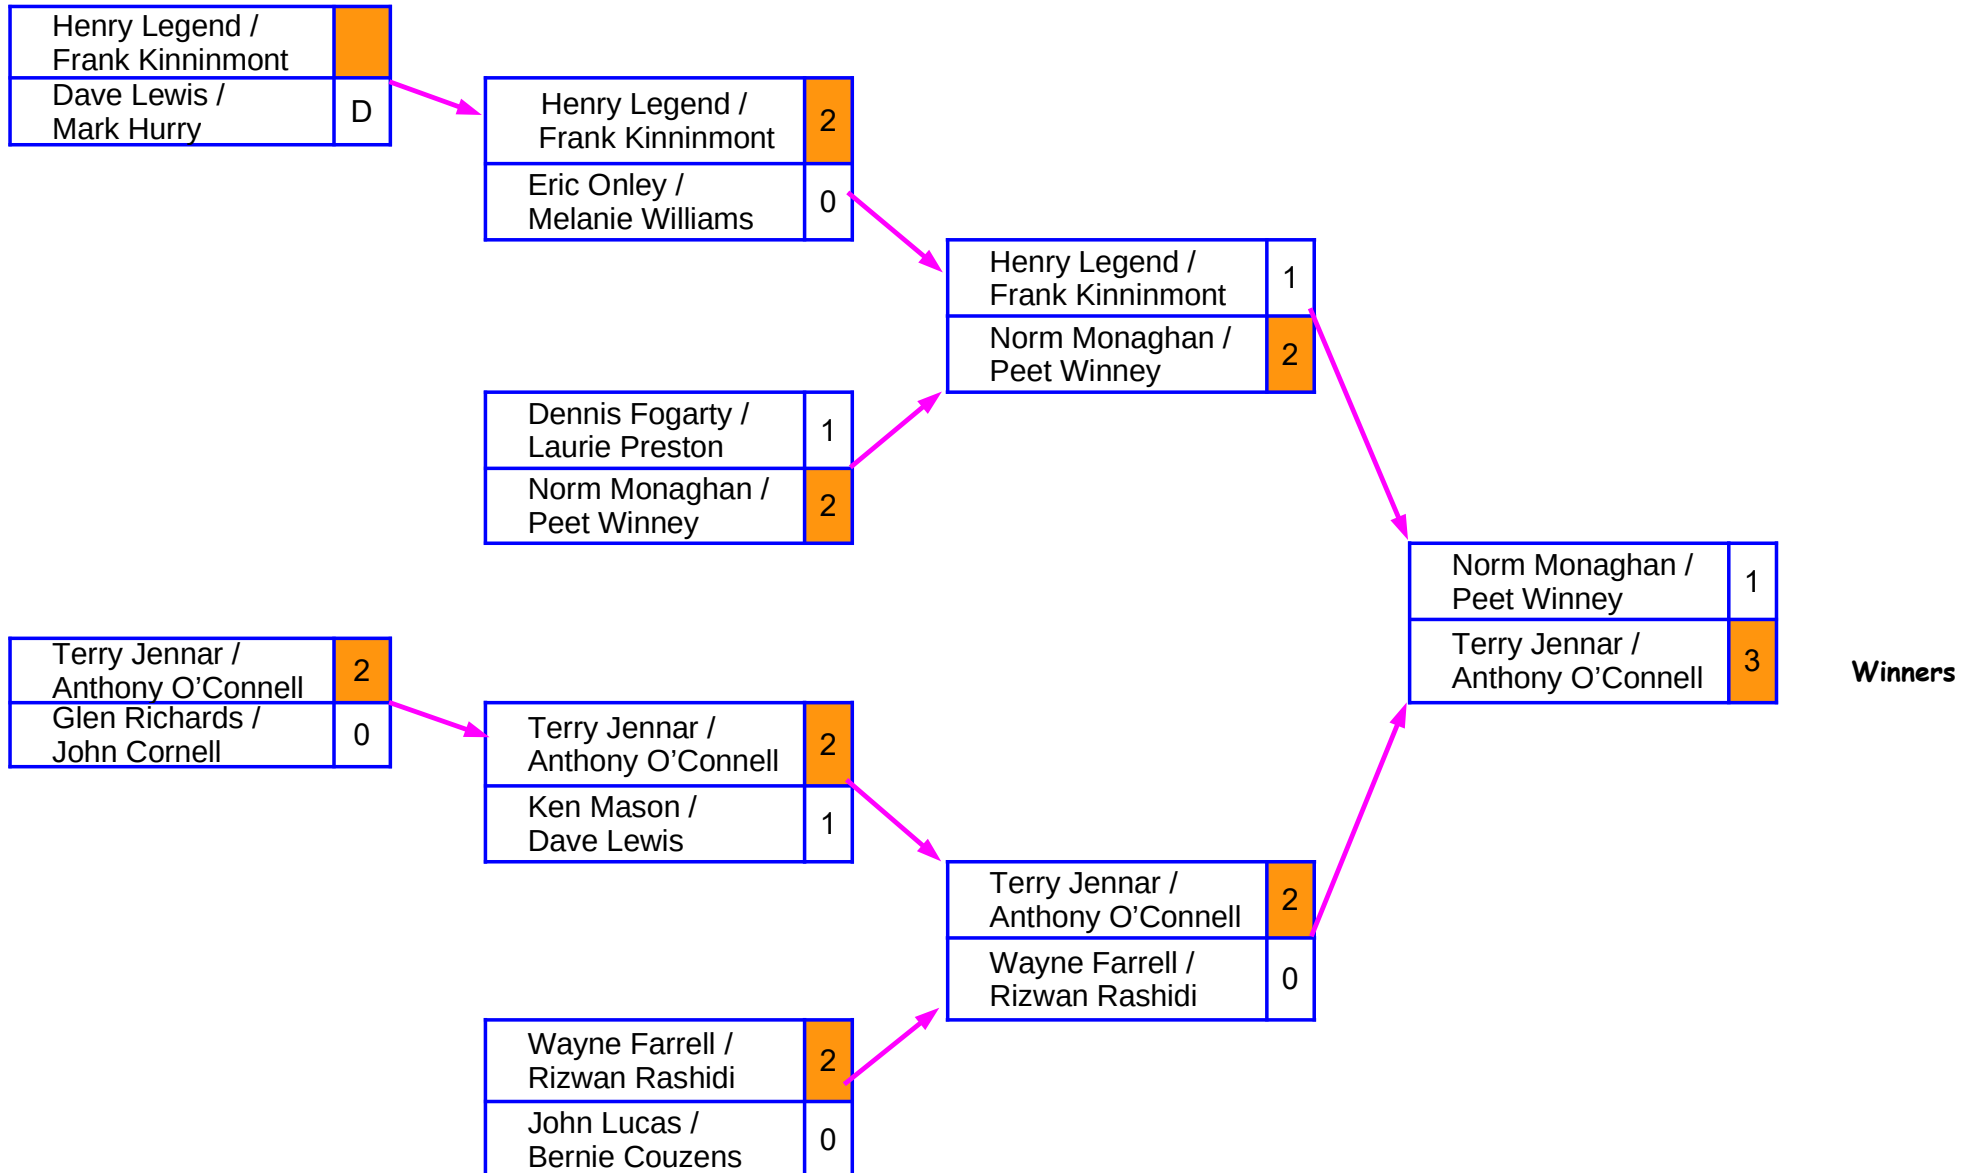 Henry Legend /
Frank Kinninmont
Dave Lewis /
Mark Hurry
D
Henry Legend /
Frank Kinninmont
2
Eric Onley /
Melanie Williams
0
Henry Legend /
Frank Kinninmont
1
Norm Monaghan /
Peet Winney
2
Dennis Fogarty /
Laurie Preston
1
Norm Monaghan /
Peet Winney
2
Norm Monaghan /
Peet Winney
1
Terry Jennar /
Anthony O’Connell
3
Winners
Terry Jennar /
Anthony O’Connell
2
Glen Richards /
John Cornell
0
Terry Jennar /
Anthony O’Connell
2
Ken Mason /
Dave Lewis
1
Terry Jennar /
Anthony O’Connell
2
Wayne Farrell /
Rizwan Rashidi
0
Wayne Farrell /
Rizwan Rashidi
2
John Lucas /
Bernie Couzens
0